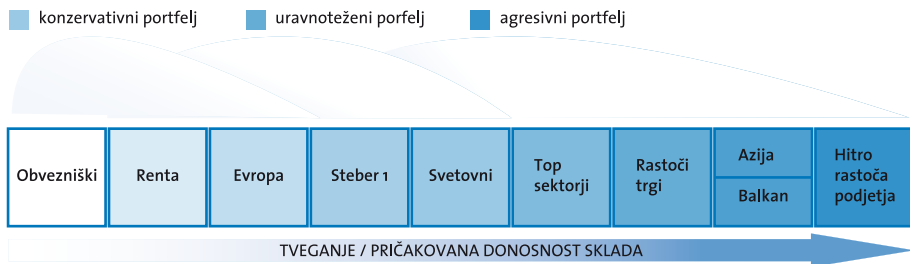 konzervativni portfelj
uravnoteženi porfelj
agresivni portfelj
Obvezniški
Renta
Evropa
Steber 1
Svetovni
Top
sektorji
Rastoči
trgi
Azija
Balkan
Hitro
rastoča
podjetja
TVEGANJE / PRIČAKOVANA DONOSNOST SKLADA